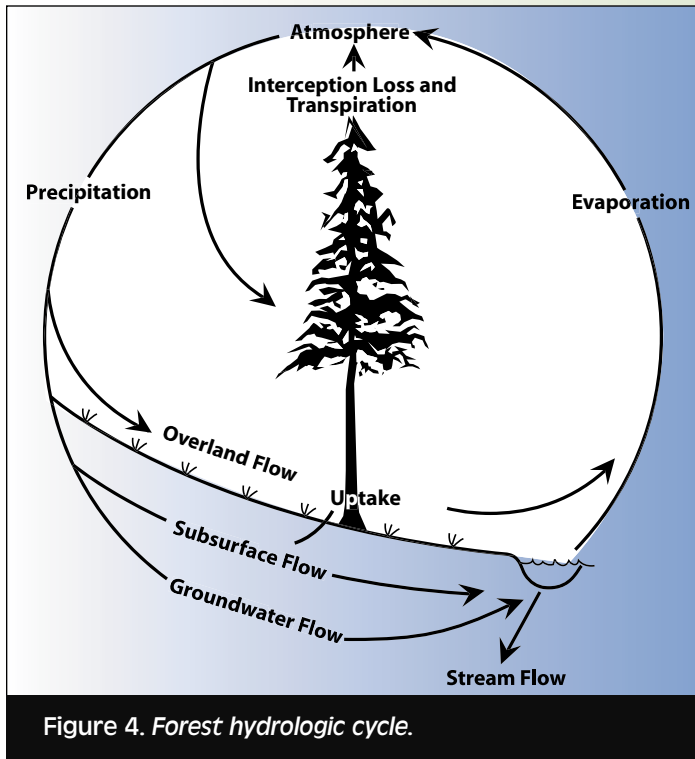 Atmosphere
Interception Loss and
Transpiration
Precipitation
Evaporation
Overland Flow
Uptake
Subsurface Flow
Groundwater Flow
Stream Flow
Figure 4. Forest hydrologic cycle.